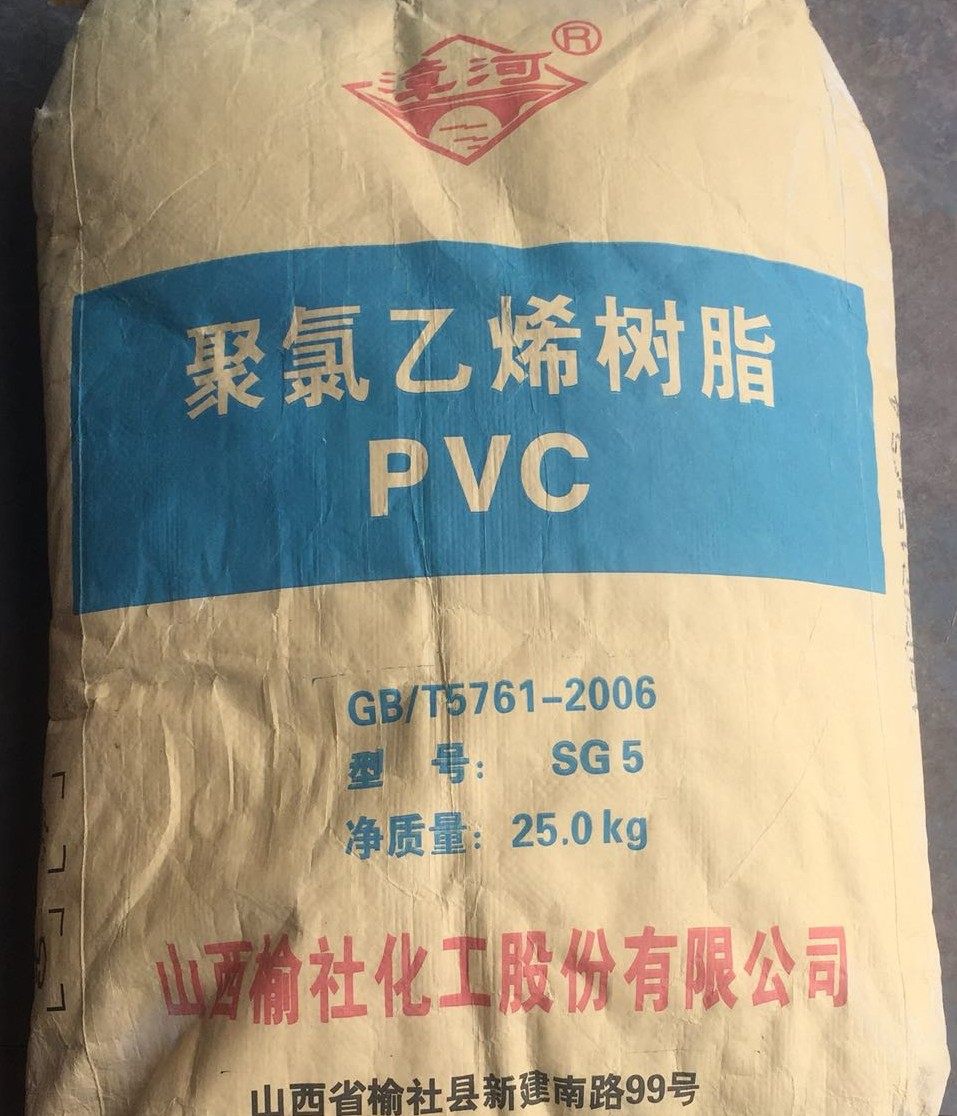 漳河®
聚氯乙烯树脂
PVC
GB/T5761-2006
型 号： SG5
净质量：25.0kg
山西榆社化工股份有限公司
山西省榆社县新建南路99号